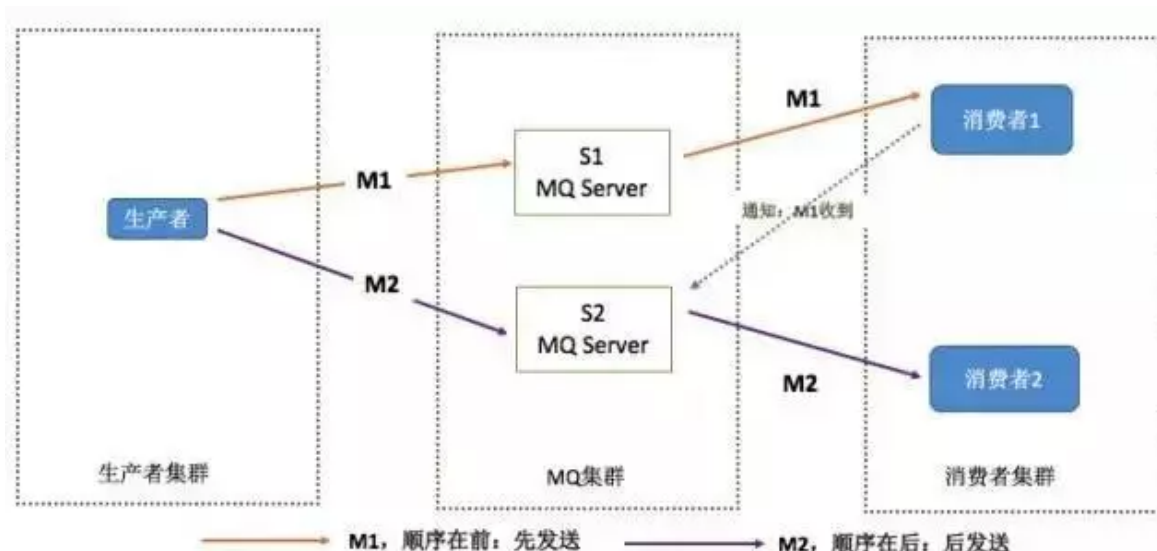 M1
消费者1
S1
MQ Server
M1
生产者
通知：M1收到
M2
S2
MQ Server
M2
消费者2
生产者集群
MQ集群
消费者集群
M1，顺序在前：先发送
M2，顺序在后：后发送